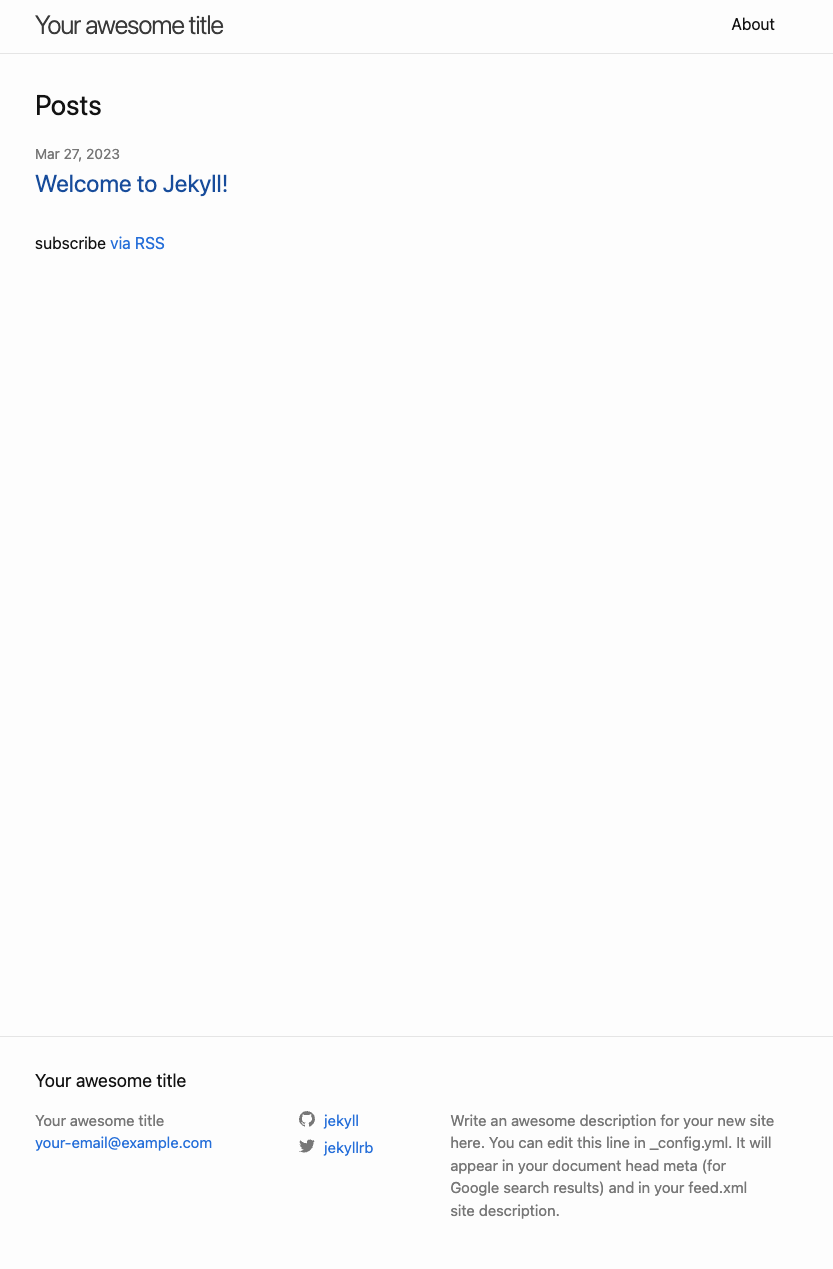 Your awesome title
About
Posts
Mar 27, 2023
Welcome to Jekyll!
subscribe via RSS
Your awesome title
Your awesome title
your-email@example.com
jekyll
jekyllrb
Write an awesome description for your new site
here. You can edit this line in _config.yml. It will
appear in your document head meta (for
Google search results) and in your feed.xml
site description.